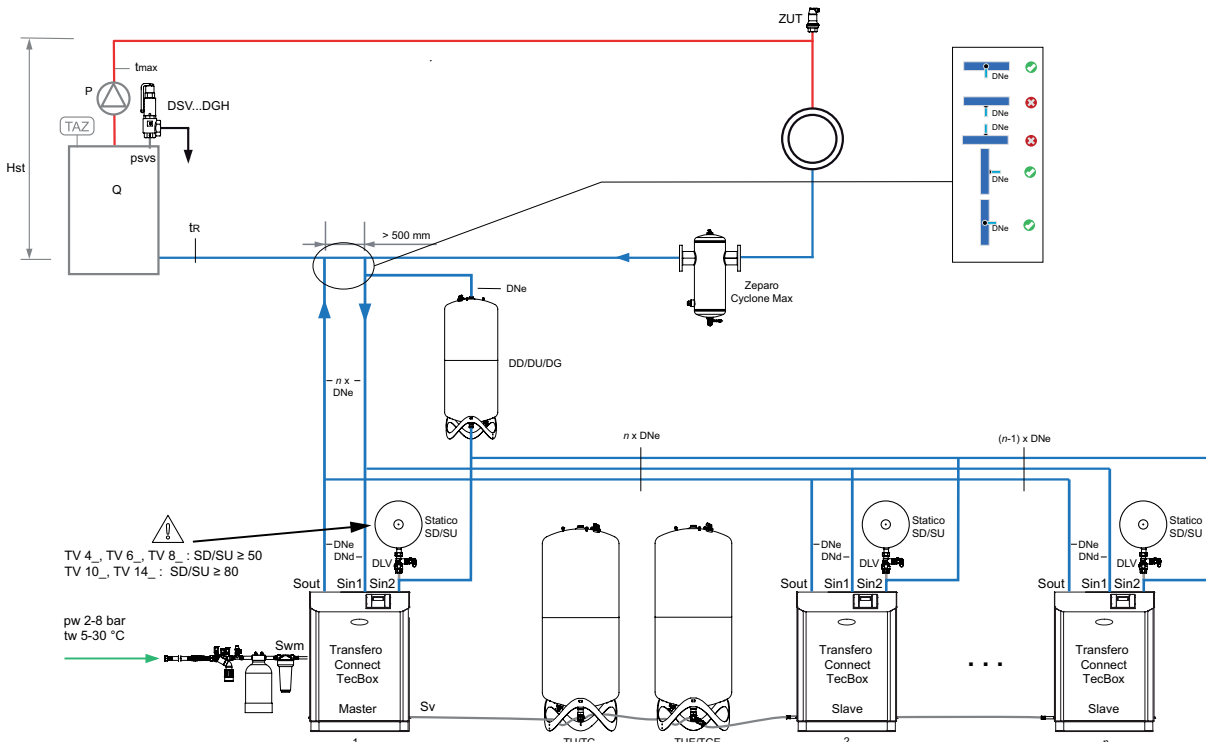 ZUT
tmax
P
DSV...DGH
TAZ
psvs
Hst
Q
tR
> 500 mm
DNe
DNe
DNe
DNe
DNe
Zeparo
Cyclone Max
DNe
DD/DU/DG
n x
DNe
n x DNe
(n-1) x DNe
TV 4_, TV 6_, TV 8_ : SD/SU ≥ 50
TV 10_, TV 14_ : SD/SU ≥ 80
Statico
SD/SU
DLV
DNe
DNd
Sout
Sin1
Sin2
Statico
SD/SU
DLV
DNe
DNd
Sout
Sin1
Sin2
Statico
SD/SU
DLV
DNe
DNd
Sout
Sin1
Sin2
pw 2-8 bar
tw 5-30 °C
Swm
Transfero
Connect
TecBox
Master
Sv
Transfero
Connect
TecBox
Slave
...
Transfero
Connect
TecBox
Slave
1
TU/TG
TUE/TGE
2
n